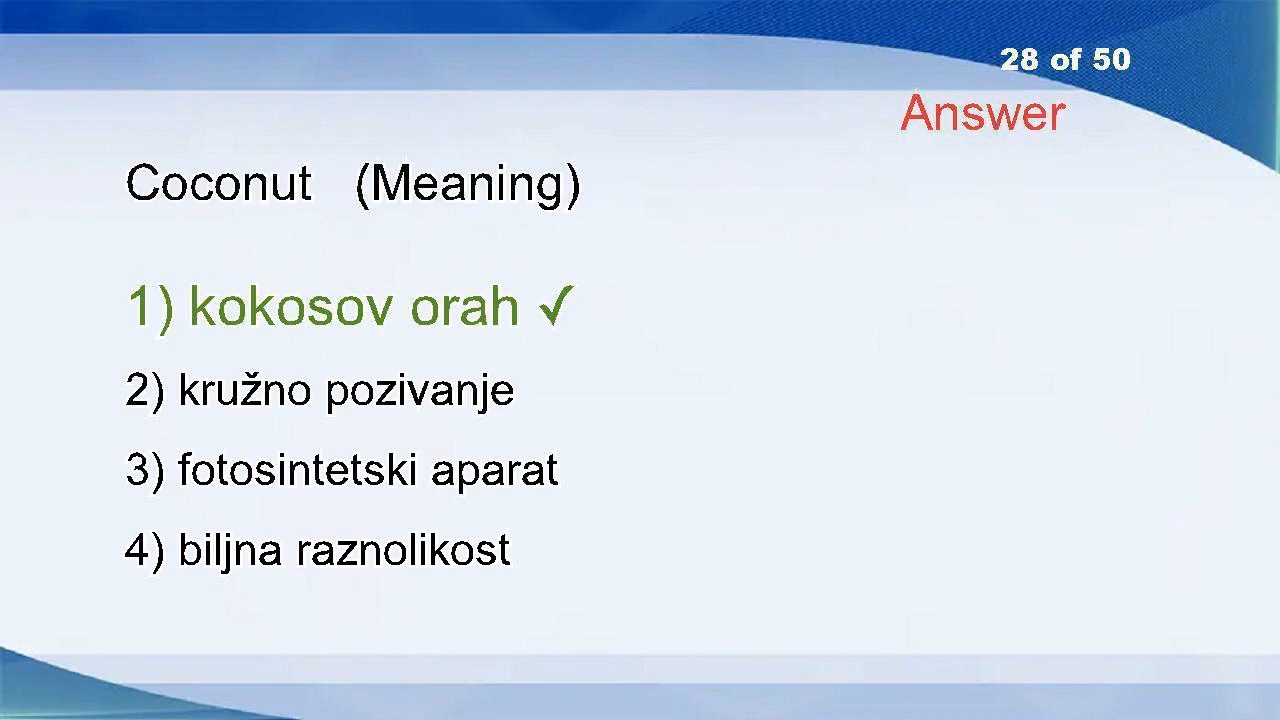 28 of 50
Answer
Coconut (Meaning)
1) kokosov orah ✓
2) kružno pozivanje
3) fotosintetski aparat
4) biljna raznolikost